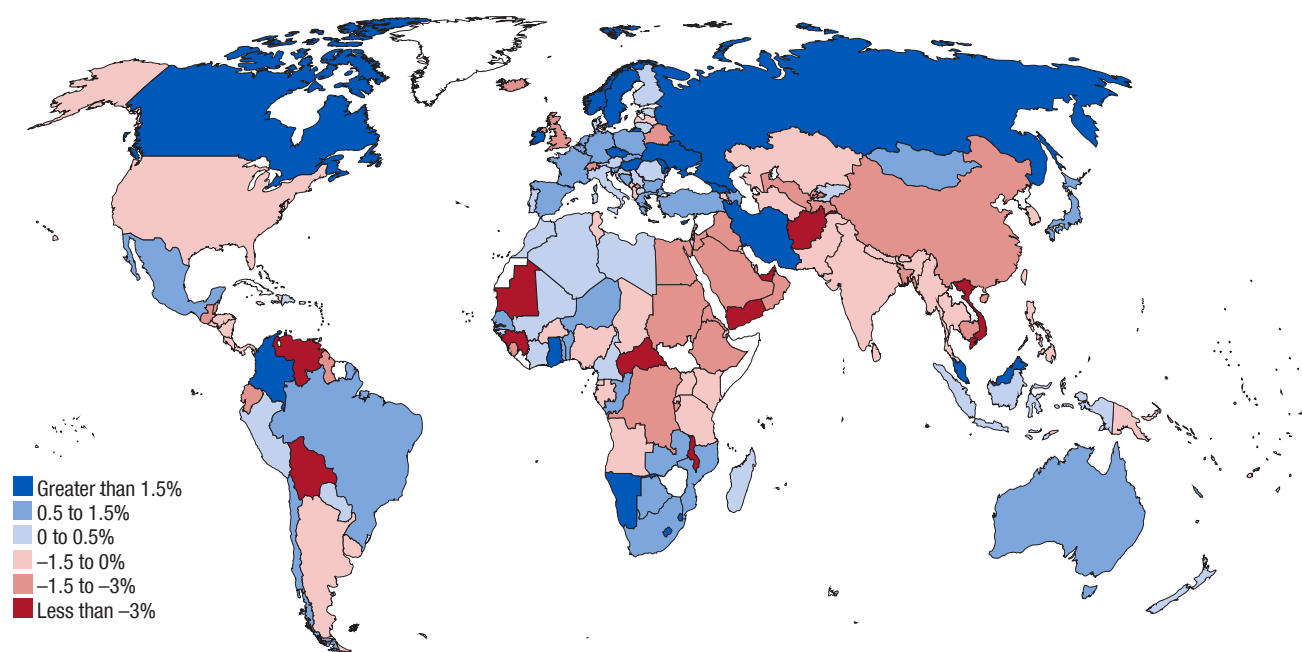 Greater than 1.5%
0.5 to 1.5%
0 to 0.5%
–1.5 to 0%
–1.5 to –3%
Less than –3%